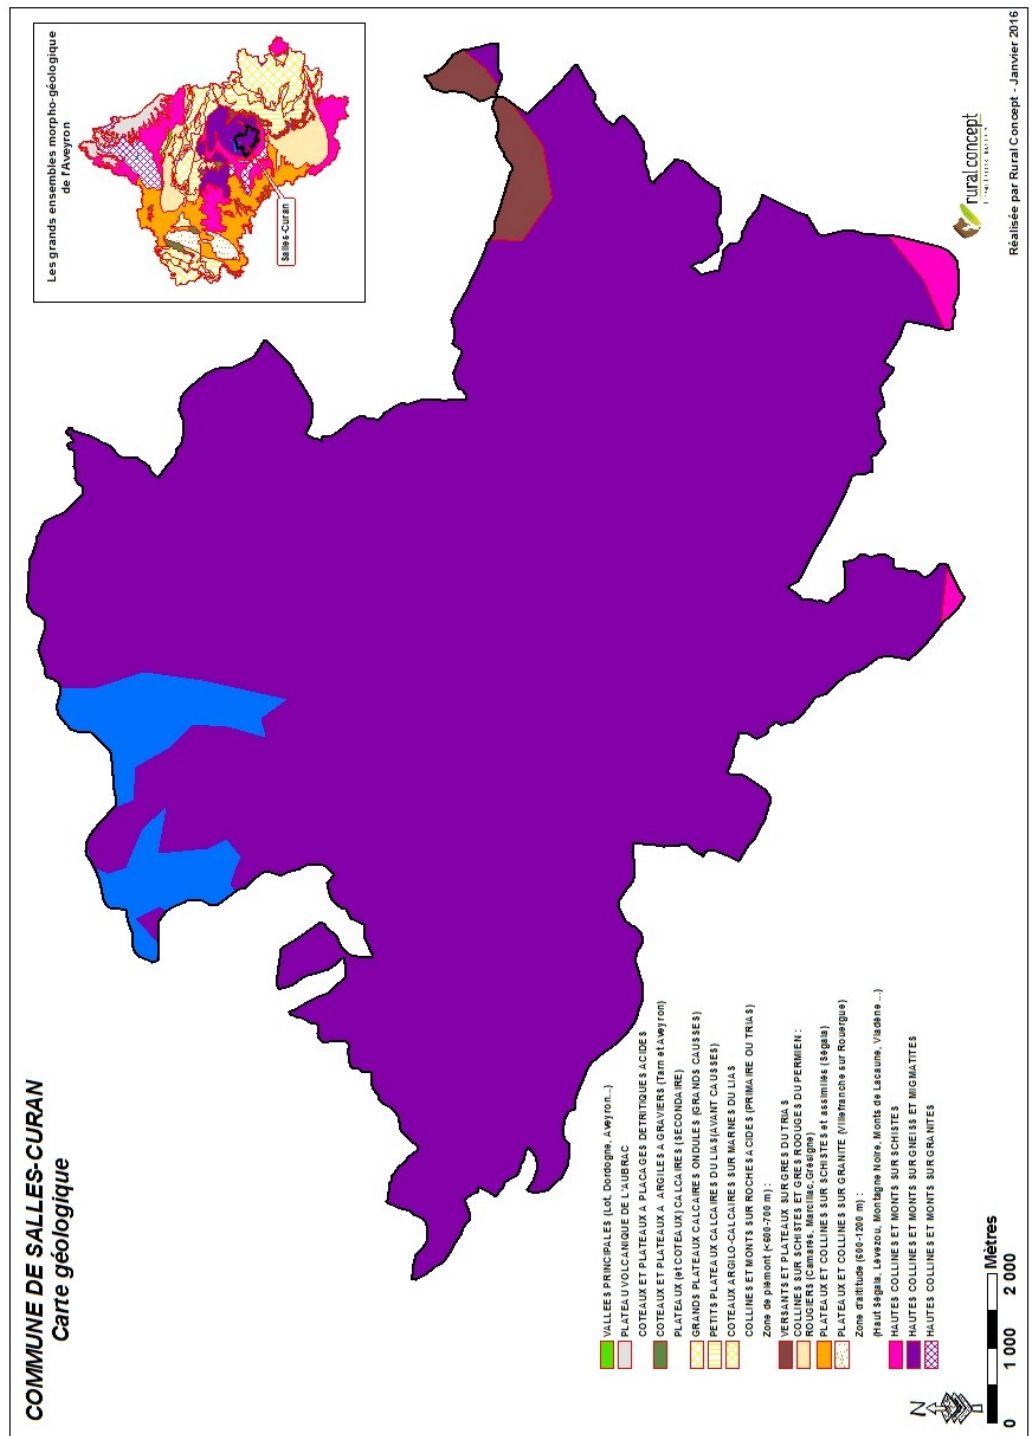 COMMUNE DE SALLES-CURAN
Carte géologique
Les grands ensembles morpho-géologique
de l'Aveyron
Salles-Curan
VALLEES PRINCIPALES (Lot, Dordogne, Aveyron...)
PLATEAU VOLCANIQUE DE L'AUBRAC
COTEAUX ET PLATEAUX A PLACAGES DETRITIQUES ACIDES
COTEAUX ET PLATEAUX A ARGILES A GRAVIERS (Tarn et Aveyron)
PLATEAUX (et COTEAUX) CALCAIRES (SECONDAIRE)
GRANDS PLATEAUX CALCAIRES ONDULES (GRANDS CAUSSES)
PETITS PLATEAUX CALCAIRES DU LIAS (AVANT CAUSSES)
COTEAUX ARGILO-CALCAIRES SUR MARNES DU LIAS
COLLINES ET MONTS SUR ROCHES ACIDES (PRIMAIRE OU TRIAS)
Zone de piémont (<600-700 m) :
VERSANTS ET PLATEAUX SUR GRES DU TRIAS
COLLINES SUR SCHISTES ET GRES ROOUGES DU PERMIEN :
ROUGIERS (Camarès, Marcillac, Grésigne)
PLATEAUX ET COLLINES SUR SCHISTES et assimilés (Ségala)
PLATEAUX ET COLLINES SUR GRANITE (Villefranche sur Rouergue)
Zone d'altitude (600-1200 m) :
(Haut Ségala, Lévezou, Montagne Noire, Monts de Lacaune, Viadène ...)
HAUTES COLLINES ET MONTS SUR SCHISTES
HAUTES COLLINES ET MONTS SUR GNEISS ET MIGMATITES
HAUTES COLLINES ET MONTS SUR GRANITES
N
0 1 000 2 000
Mètres
rural concept
Réalisée par Rural Concept - Janvier 2016